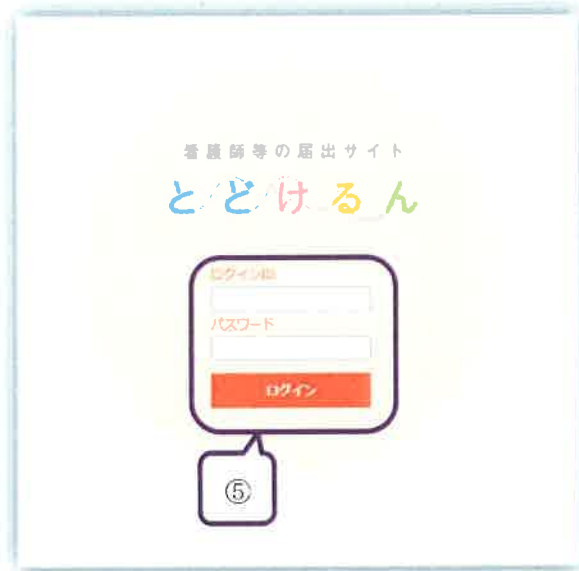 看護師等の届出サイト
とどけるん
ログインID
パスワード
ログイン
⑤